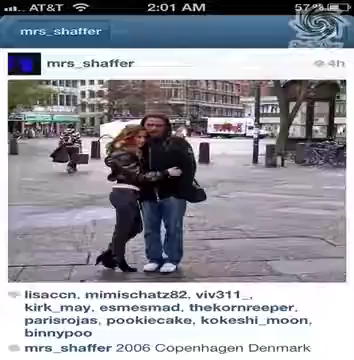 AT&T 2:01 AM 57%
mrs_shaffer
mrs_shaffer 4h
lisaccn, mimischatz82, viv311_,
kirk_may, esmesmad, thekornreeper,
parisrojas, pookiecake, kokeshi_moon,
binnypoo
mrs_shaffer 2006 Copenhagen Denmark